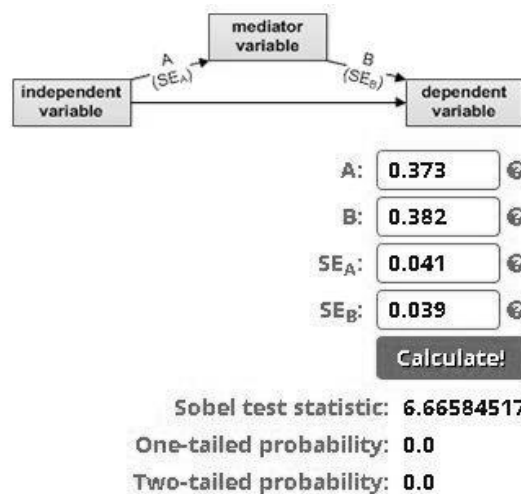 mediator
variable
A
(SEA)
B
(SEB)
independent
variable
dependent
variable
A: 0.373
B: 0.382
SEA: 0.041
SEB: 0.039
Calculate!
Sobel test statistic: 6.66584517
One-tailed probability: 0.0
Two-tailed probability: 0.0